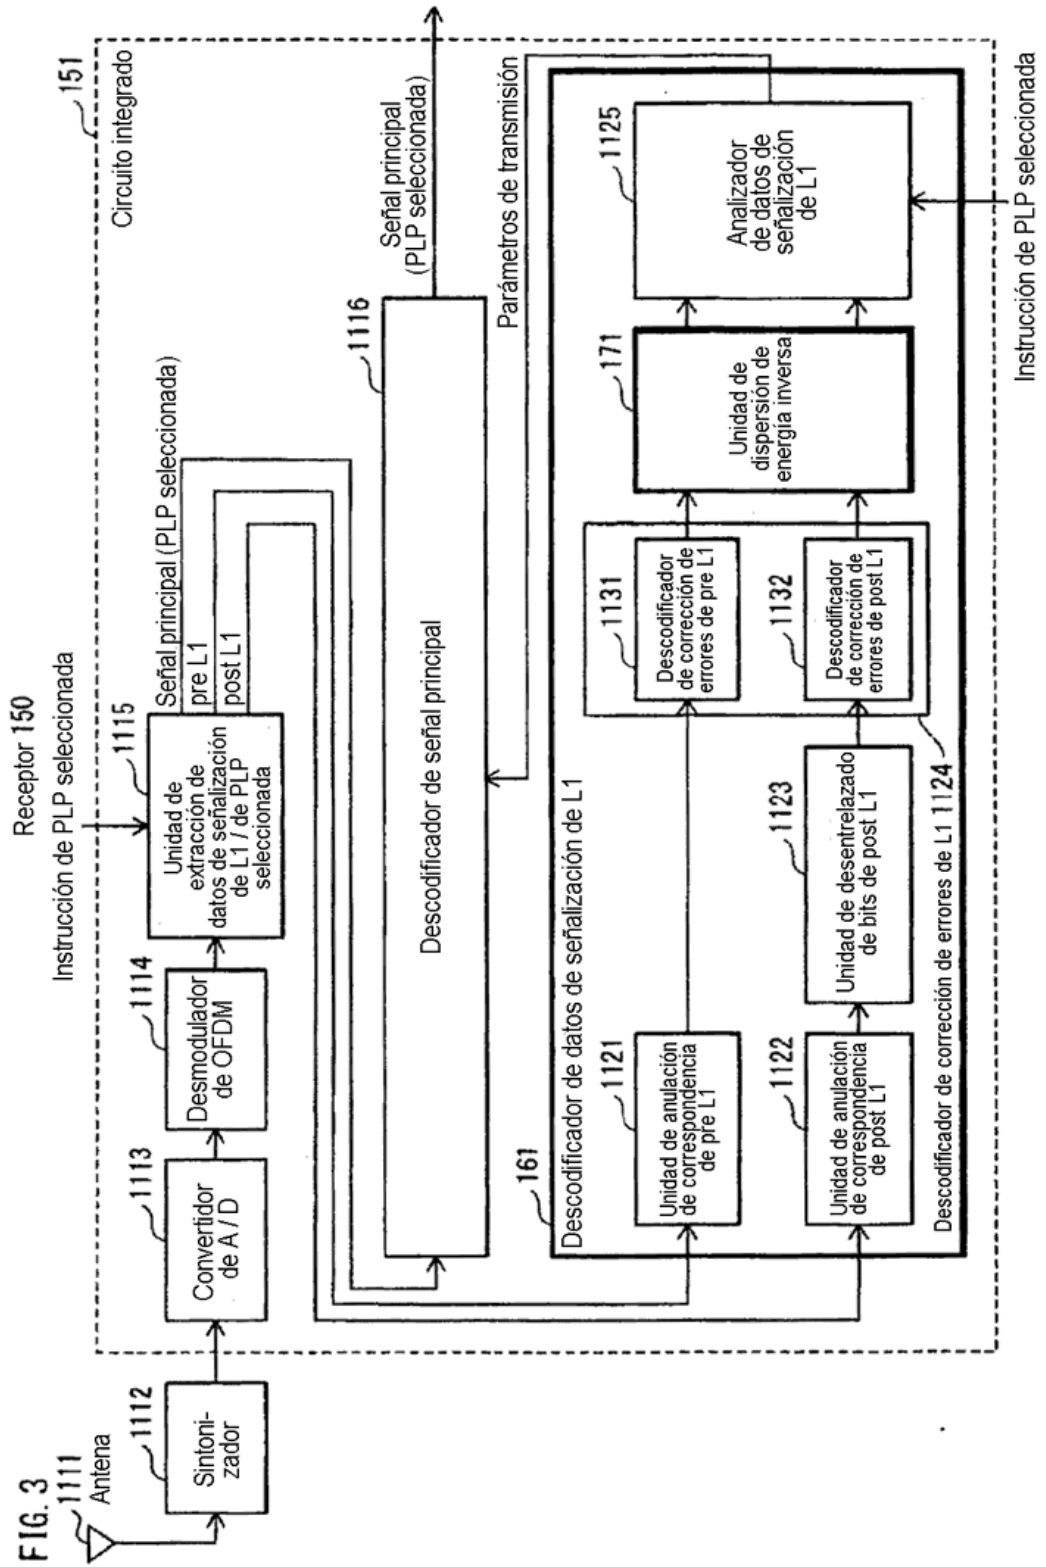 FIG. 3
Receptor 150
Instrucción de PLP seleccionada
1111
Antena
1112
Sintoni-
zador
151
Circuito integrado
1113
Convertidor
de A / D
1114
Desmodulador
de OFDM
1115
Unidad de
extracción de
datos de señalización
de L1 / de PLP
seleccionada
Señal principal (PLP seleccionada)
pre L1
post L1
1116
Descodificador de señal principal
Señal principal
(PLP seleccionada)
Parámetros de transmisión
161
Descodificador de datos de señalización de L1
1121
Unidad de anulación
de correspondencia
de pre L1
1122
Unidad de anulación
de correspondencia
de post L1
1123
Unidad de desentrelazado
de bits de post L1
1131
Descodificador
de corrección de
errores de pre L1
1132
Descodificador
de corrección de
errores de post L1
Descodificador de corrección de errores de L1 1124
171
Unidad de
dispersión de
energía inversa
1125
Analizador
de datos de
señalización
de L1
Instrucción de PLP seleccionada